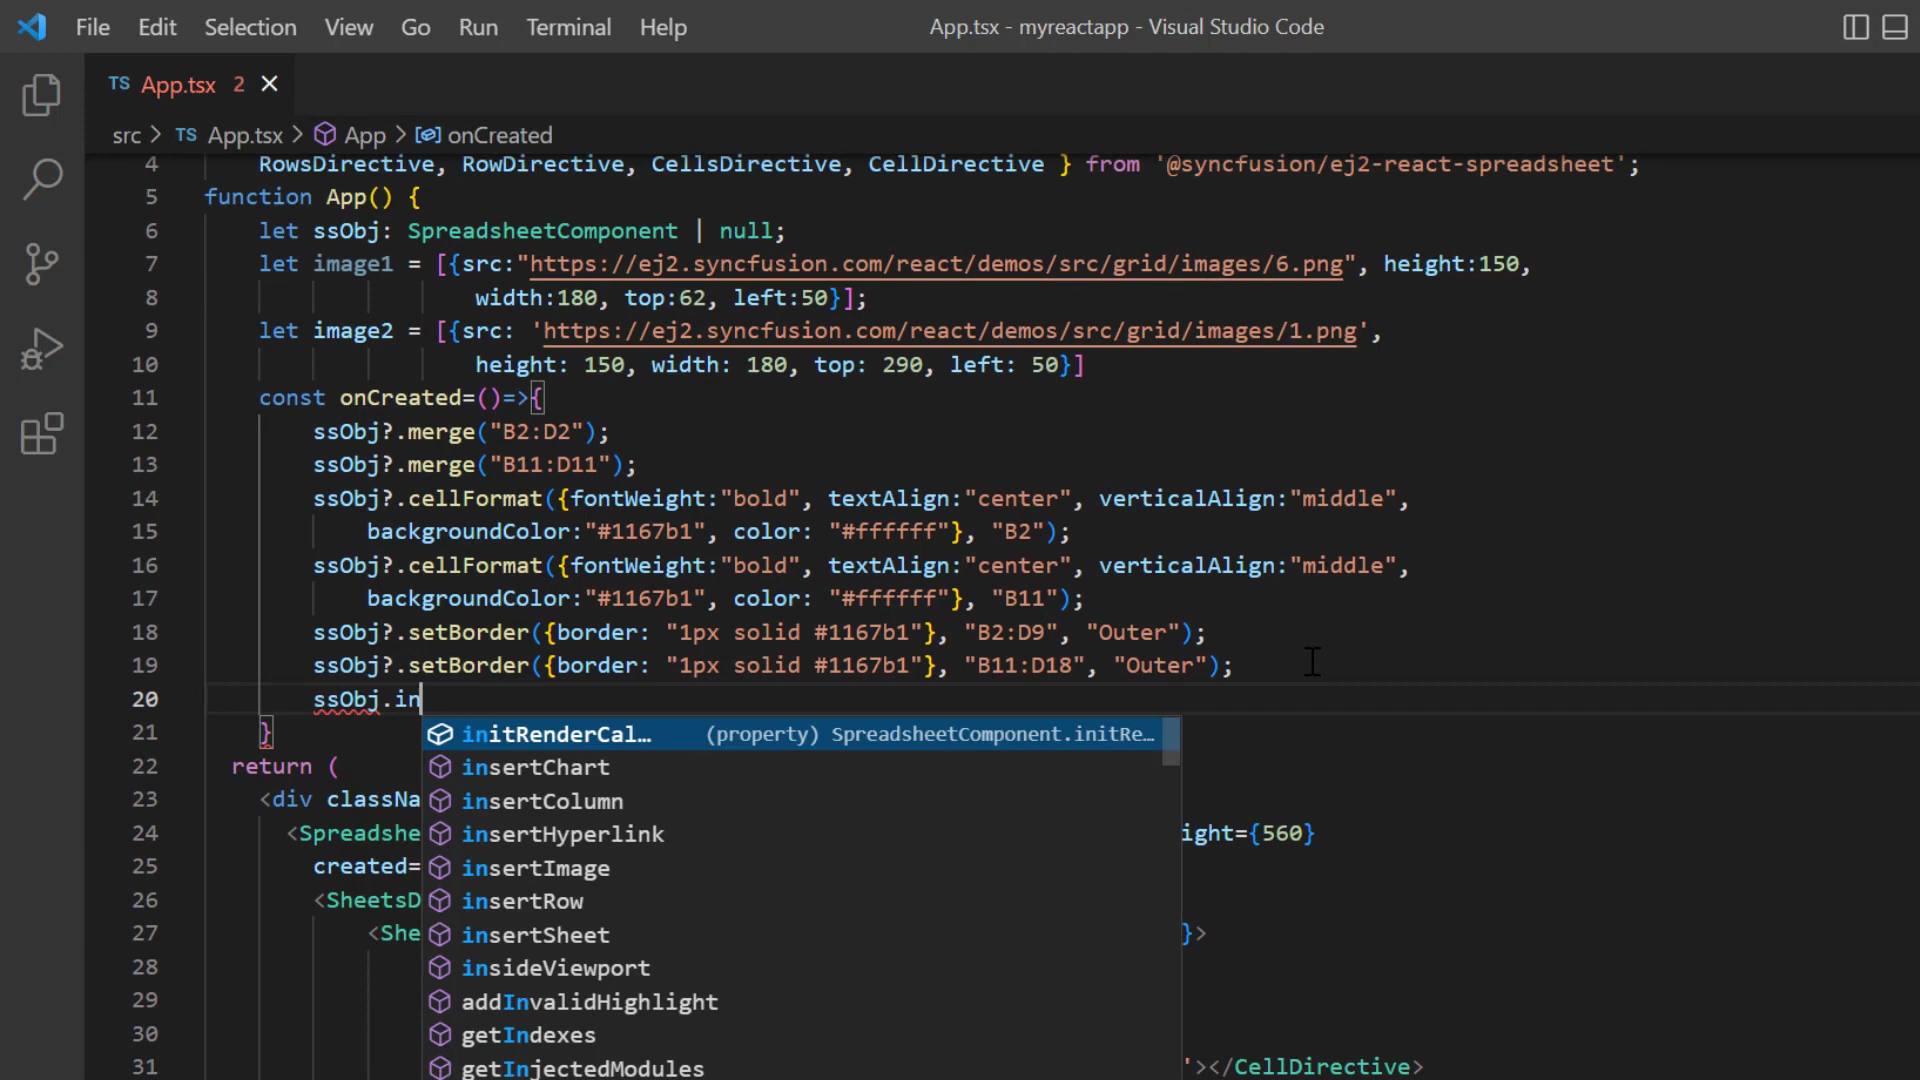 File Edit Selection View Go Run Terminal Help App.tsx - myreactapp - Visual Studio Code
TS App.tsx 2
src > TS App.tsx > App > onCreated
4 RowsDirective, RowDirective, CellsDirective, CellDirective } from '@syncfusion/ej2-react-spreadsheet';
5 function App() {
6 let ssObj: SpreadsheetComponent | null;
7 let image1 = [{src:"https://ej2.syncfusion.com/react/demos/src/grid/images/6.png", height:150,
8 width:180, top:62, left:50}];
9 let image2 = [{src: 'https://ej2.syncfusion.com/react/demos/src/grid/images/1.png',
10 height: 150, width: 180, top: 290, left: 50}]
11 const onCreated=()=>{
12 ssObj?.merge("B2:D2");
13 ssObj?.merge("B11:D11");
14 ssObj?.cellFormat({fontWeight:"bold", textAlign:"center", verticalAlign:"middle",
15 backgroundColor:"#1167b1", color: "#ffffff"}, "B2");
16 ssObj?.cellFormat({fontWeight:"bold", textAlign:"center", verticalAlign:"middle",
17 backgroundColor:"#1167b1", color: "#ffffff"}, "B11");
18 ssObj?.setBorder({border: "1px solid #1167b1"}, "B2:D9", "Outer");
19 ssObj?.setBorder({border: "1px solid #1167b1"}, "B11:D18", "Outer");
20 ssObj.in
21 } initRenderCal... (property) SpreadsheetComponent.initRe...
22 return ( insertChart
23 <div classNa insertColumn
24 <Spreadshe insertHyperlink ight={560}
25 created= insertImage
26 <SheetsD insertRow
27 <She insertSheet }>
28 insideViewport
29 addInvalidHighlight
30 getIndexes
31 getInjectedModules '></CellDirective>